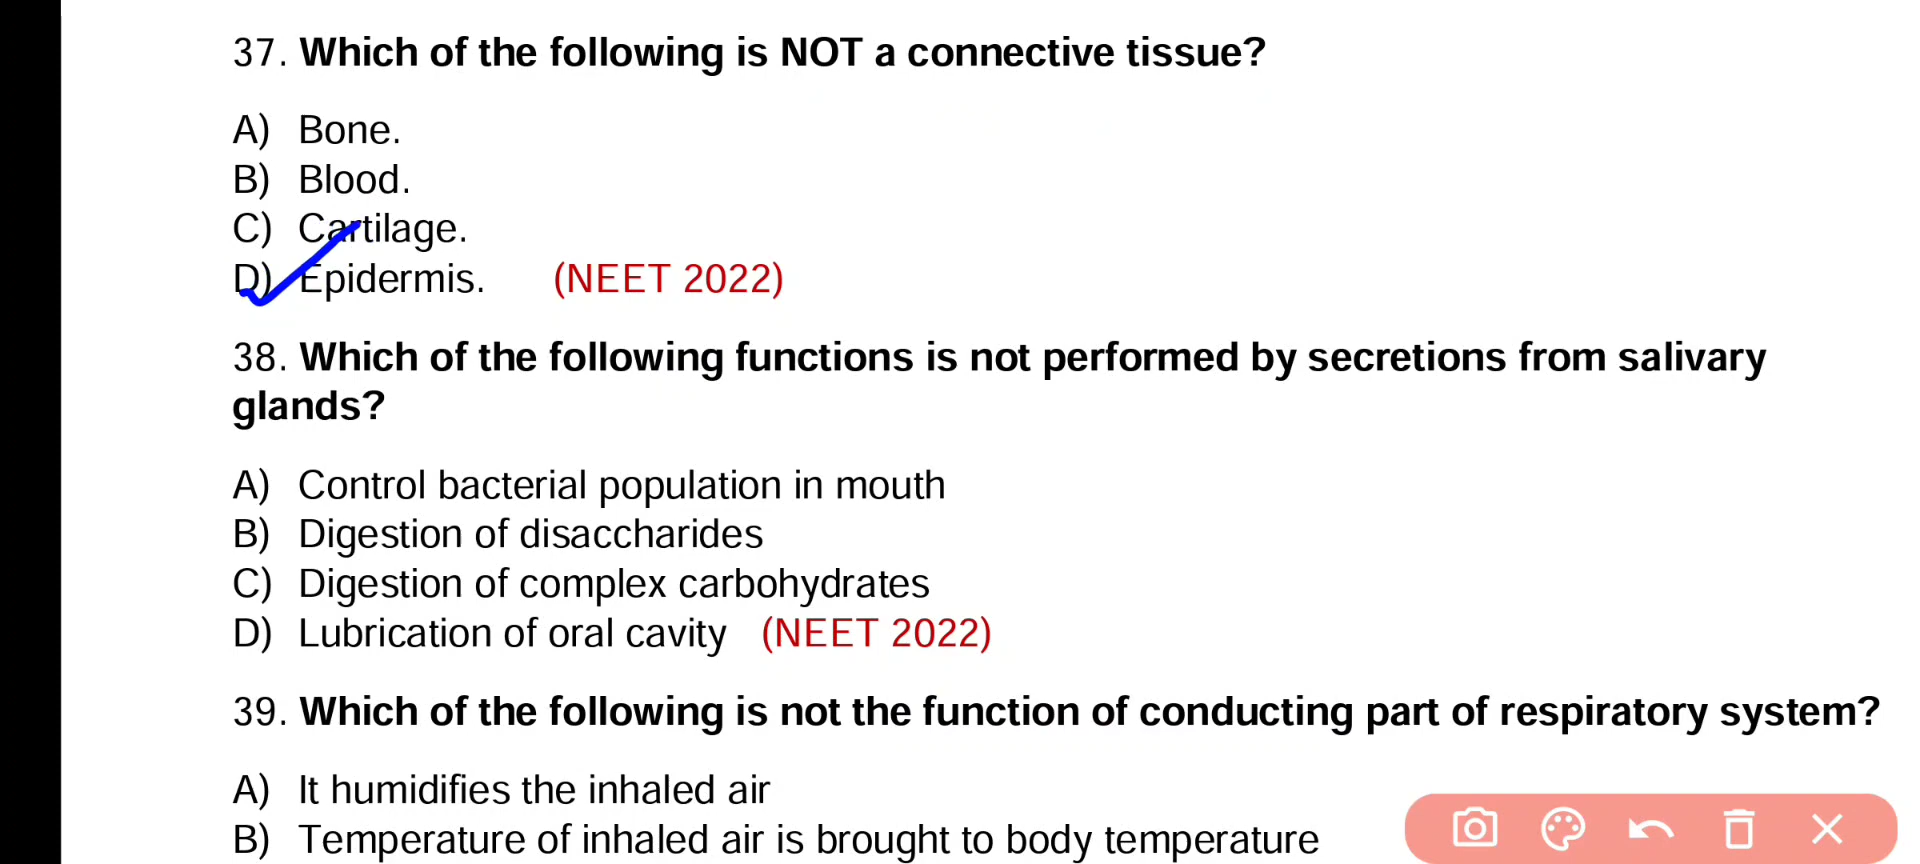 37. Which of the following is NOT a connective tissue?
A) Bone.
B) Blood.
C) Cartilage.
D) Epidermis. (NEET 2022)
38. Which of the following functions is not performed by secretions from salivary
glands?
A) Control bacterial population in mouth
B) Digestion of disaccharides
C) Digestion of complex carbohydrates
D) Lubrication of oral cavity (NEET 2022)
39. Which of the following is not the function of conducting part of respiratory system?
A) It humidifies the inhaled air
B) Temperature of inhaled air is brought to body temperature